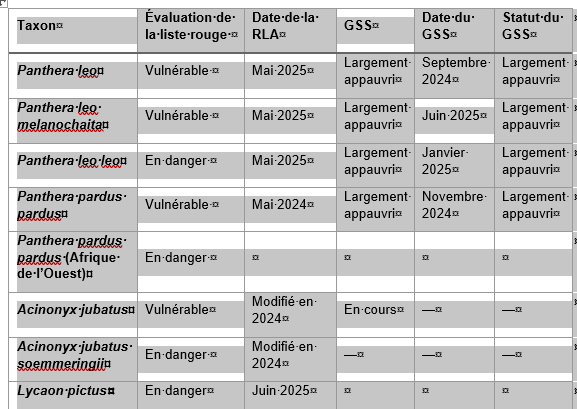 Taxon¤ Évaluation·de·la·liste·rouge·¤ Date·de·la·RLA¤ GSS¤ Date·du·GSS¤ Statut·du·GSS¤
Panthera·leo¤ Vulnérable·¤ Mai·2025¤ Largement·appauvri¤ Septembre·2024¤ Largement·appauvri¤
Panthera·leo·melanochaita¤ Vulnérable·¤ Mai·2025¤ Largement·appauvri¤ Juin·2025¤ Largement·appauvri¤
Panthera·leo·leo¤ En·danger·¤ Mai·2025¤ Largement·appauvri¤ Janvier·2025¤ Largement·appauvri¤
Panthera·pardus·pardus¤ Vulnérable·¤ Mai·2024¤ Largement·appauvri¤ Novembre·2024¤ Largement·appauvri¤
Panthera·pardus·pardus·(Afrique·de·l’Ouest)¤ En·danger·¤ ¤ ¤ ¤ ¤
Acinonyx·jubatus¤ Vulnérable¤ Modifié·en·2024¤ En·cours¤ —¤ —¤
Acinonyx·jubatus·soemmeringii¤ En·danger¤ Modifié·en·2024¤ —¤ —¤ —¤
Lycaon·pictus¤ En·danger¤ Juin·2025¤ ¤ ¤ ¤